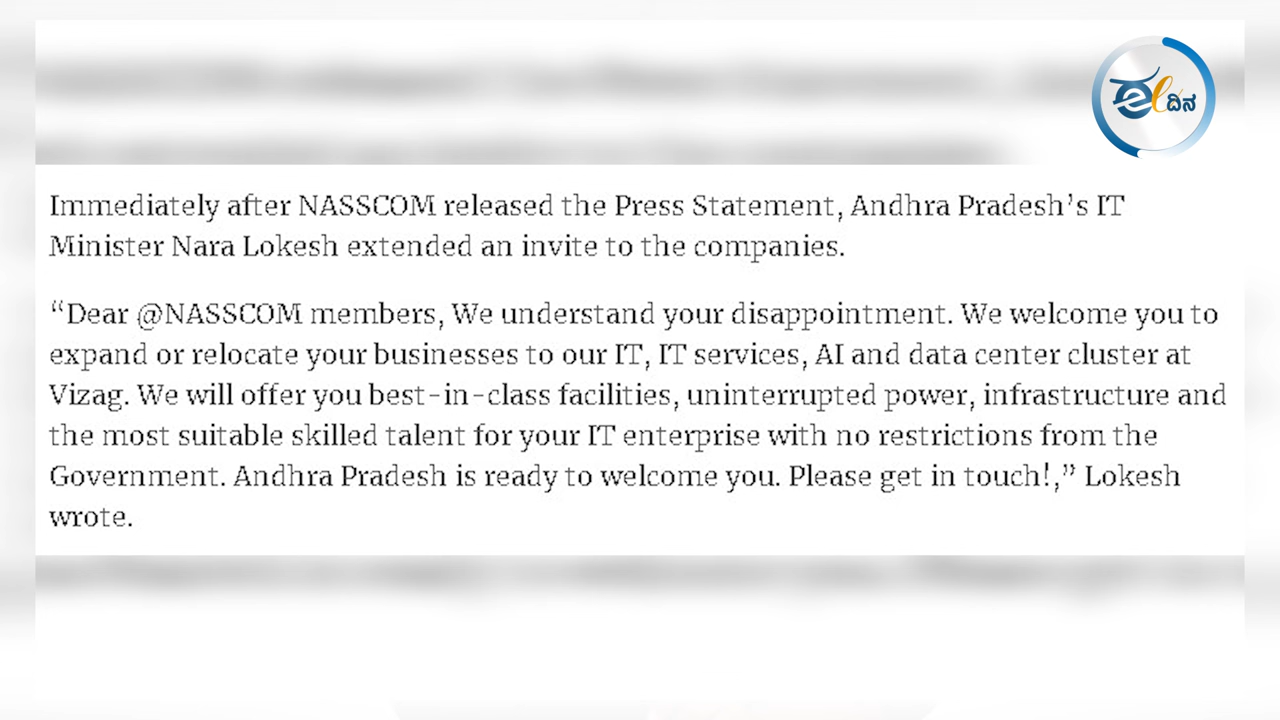 ಈ ದಿನ
Immediately after NASSCOM released the Press Statement, Andhra Pradesh's IT
Minister Nara Lokesh extended an invite to the companies.
“Dear @NASSCOM members, We understand your disappointment. We welcome you to
expand or relocate your businesses to our IT, IT services, AI and data center cluster at
Vizag. We will offer you best-in-class facilities, uninterrupted power, infrastructure and
the most suitable skilled talent for your IT enterprise with no restrictions from the
Government. Andhra Pradesh is ready to welcome you. Please get in touch!,” Lokesh
wrote.